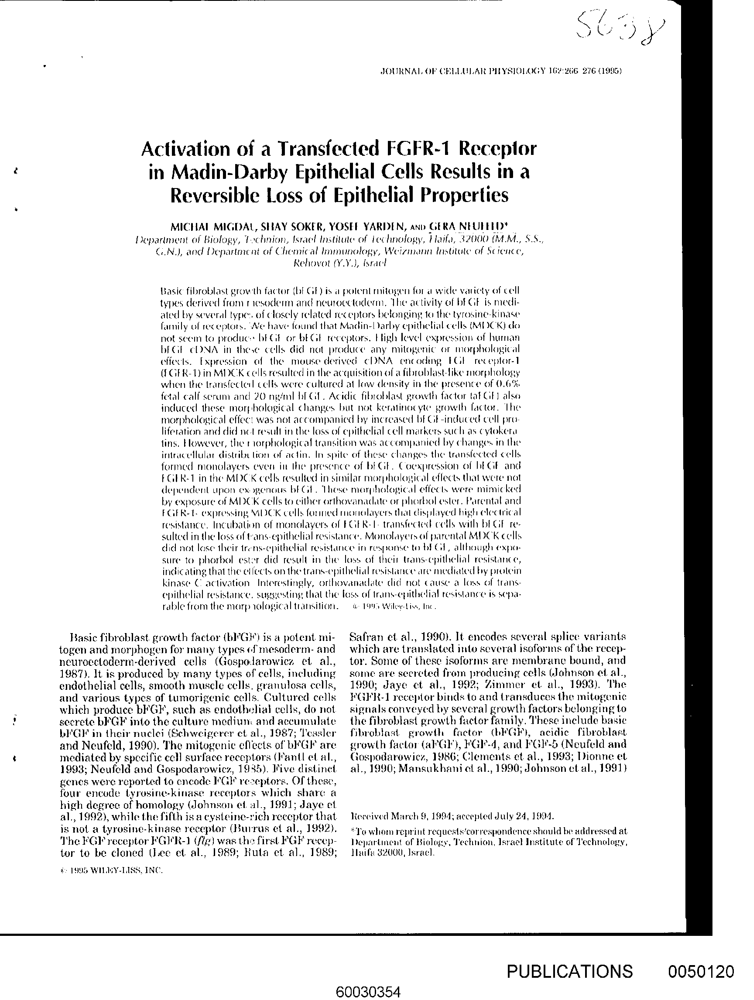 5638
JOURNAL OF CELLULAR PHYSIOLOGY 162:266–276 (1995)
Activation of a Transfected FGFR-1 Receptor
in Madin-Darby Epithelial Cells Results in a
Reversible Loss of Epithelial Properties
MICHAL MIGDAL, SHAY SOKER, YOSEF YARDEN, AND GERA NEUFELD*
Department of Biology, Technion, Israel Institute of Technology, Haifa, 32000 (M.M., S.S.,
G.N.), and Department of Chemical Immunology, Weizmann Institute of Science,
Rehovot (Y.Y.), Israel
Basic fibroblast growth factor (bFGF) is a potent mitogen for a wide variety of cell
types derived from mesoderm and neuroectoderm. The activity of bFGF is medi-
ated by several types of closely related receptors belonging to the tyrosine-kinase
family of receptors. We have found that Madin-Darby epithelial cells (MDCK) do
not seem to produce bFGF or bFGF receptors. High level expression of human
bFGF cDNA in these cells did not produce any mitogenic or morphological
effects. Expression of the mouse-derived cDNA encoding FGF receptor-1
(FGFR-1) in MDCK cells resulted in the acquisition of a fibroblast-like morphology
when the transfected cells were cultured at low density in the presence of 0.6%
fetal calf serum and 20 ng/ml bFGF. Acidic fibroblast growth factor (aFGF) also
induced these morphological changes but not keratinocyte growth factor. The
morphological effect was not accompanied by increased bFGF-induced cell pro-
liferation and did not result in the loss of epithelial cell markers such as cytokera
tins. However, the morphological transition was accompanied by changes in the
intracellular distribution of actin. In spite of these changes the transfected cells
formed monolayers even in the presence of bFGF. Coexpression of bFGF and
FGFR-1 in the MDCK cells resulted in similar morphological effects that were not
dependent upon exogenous bFGF. These morphological effects were mimicked
by exposure of MDCK cells to either orthovanadate or phorbol ester. Parental and
FGFR-1- expressing MDCK cells formed monolayers that displayed high electrical
resistance. Incubation of monolayers of FGFR-1- transfected cells with bFGF re-
sulted in the loss of trans-epithelial resistance. Monolayers of parental MDCK cells
did not lose their trans-epithelial resistance in response to bFGF, although expo-
sure to phorbol ester did result in the loss of their trans-epithelial resistance,
indicating that the effects on the trans-epithelial resistance are mediated by protein
kinase C activation. Interestingly, orthovanadate did not cause a loss of trans-
epithelial resistance, suggesting that the loss of trans-epithelial resistance is sepa-
rable from the morphological transition. © 1995 Wiley-Liss, Inc.
Basic fibroblast growth factor (bFGF) is a potent mi-
togen and morphogen for many types of mesoderm- and
neuroectoderm-derived cells (Gospodarowicz et al.,
1987). It is produced by many types of cells, including
endothelial cells, smooth muscle cells, granulosa cells,
and various types of tumorigenic cells. Cultured cells
which produce bFGF, such as endothelial cells, do not
secrete bFGF into the culture medium and accumulate
bFGF in their nuclei (Schweigerer et al., 1987; Tessler
and Neufeld, 1990). The mitogenic effects of bFGF are
mediated by specific cell surface receptors (Fantl et al.,
1993; Neufeld and Gospodarowicz, 1985). Five distinct
genes were reported to encode FGF receptors. Of these,
four encode tyrosine-kinase receptors which share a
high degree of homology (Johnson et al., 1991; Jaye et
al., 1992), while the fifth is a cysteine-rich receptor that
is not a tyrosine-kinase receptor (Burrus et al., 1992).
The FGF receptor FGFR-1 (flg) was the first FGF recep-
tor to be cloned (Lee et al., 1989; Ruta et al., 1989;
© 1995 WILEY-LISS, INC.
Safran et al., 1990). It encodes several splice variants
which are translated into several isoforms of the recep-
tor. Some of these isoforms are membrane bound, and
some are secreted from producing cells (Johnson et al.,
1990; Jaye et al., 1992; Zimmer et al., 1993). The
FGFR-1 receptor binds to and transduces the mitogenic
signals conveyed by several growth factors belonging to
the fibroblast growth factor family. These include basic
fibroblast growth factor (bFGF), acidic fibroblast
growth factor (aFGF), FGF-4, and FGF-5 (Neufeld and
Gospodarowicz, 1986; Clements et al., 1993; Dionne et
al., 1990; Mansukhani et al., 1990; Johnson et al., 1991)
Received March 9, 1994; accepted July 24, 1994.
*To whom reprint requests/correspondence should be addressed at
Department of Biology, Technion, Israel Institute of Technology,
Haifa 32000, Israel.
PUBLICATIONS 0050120
60030354